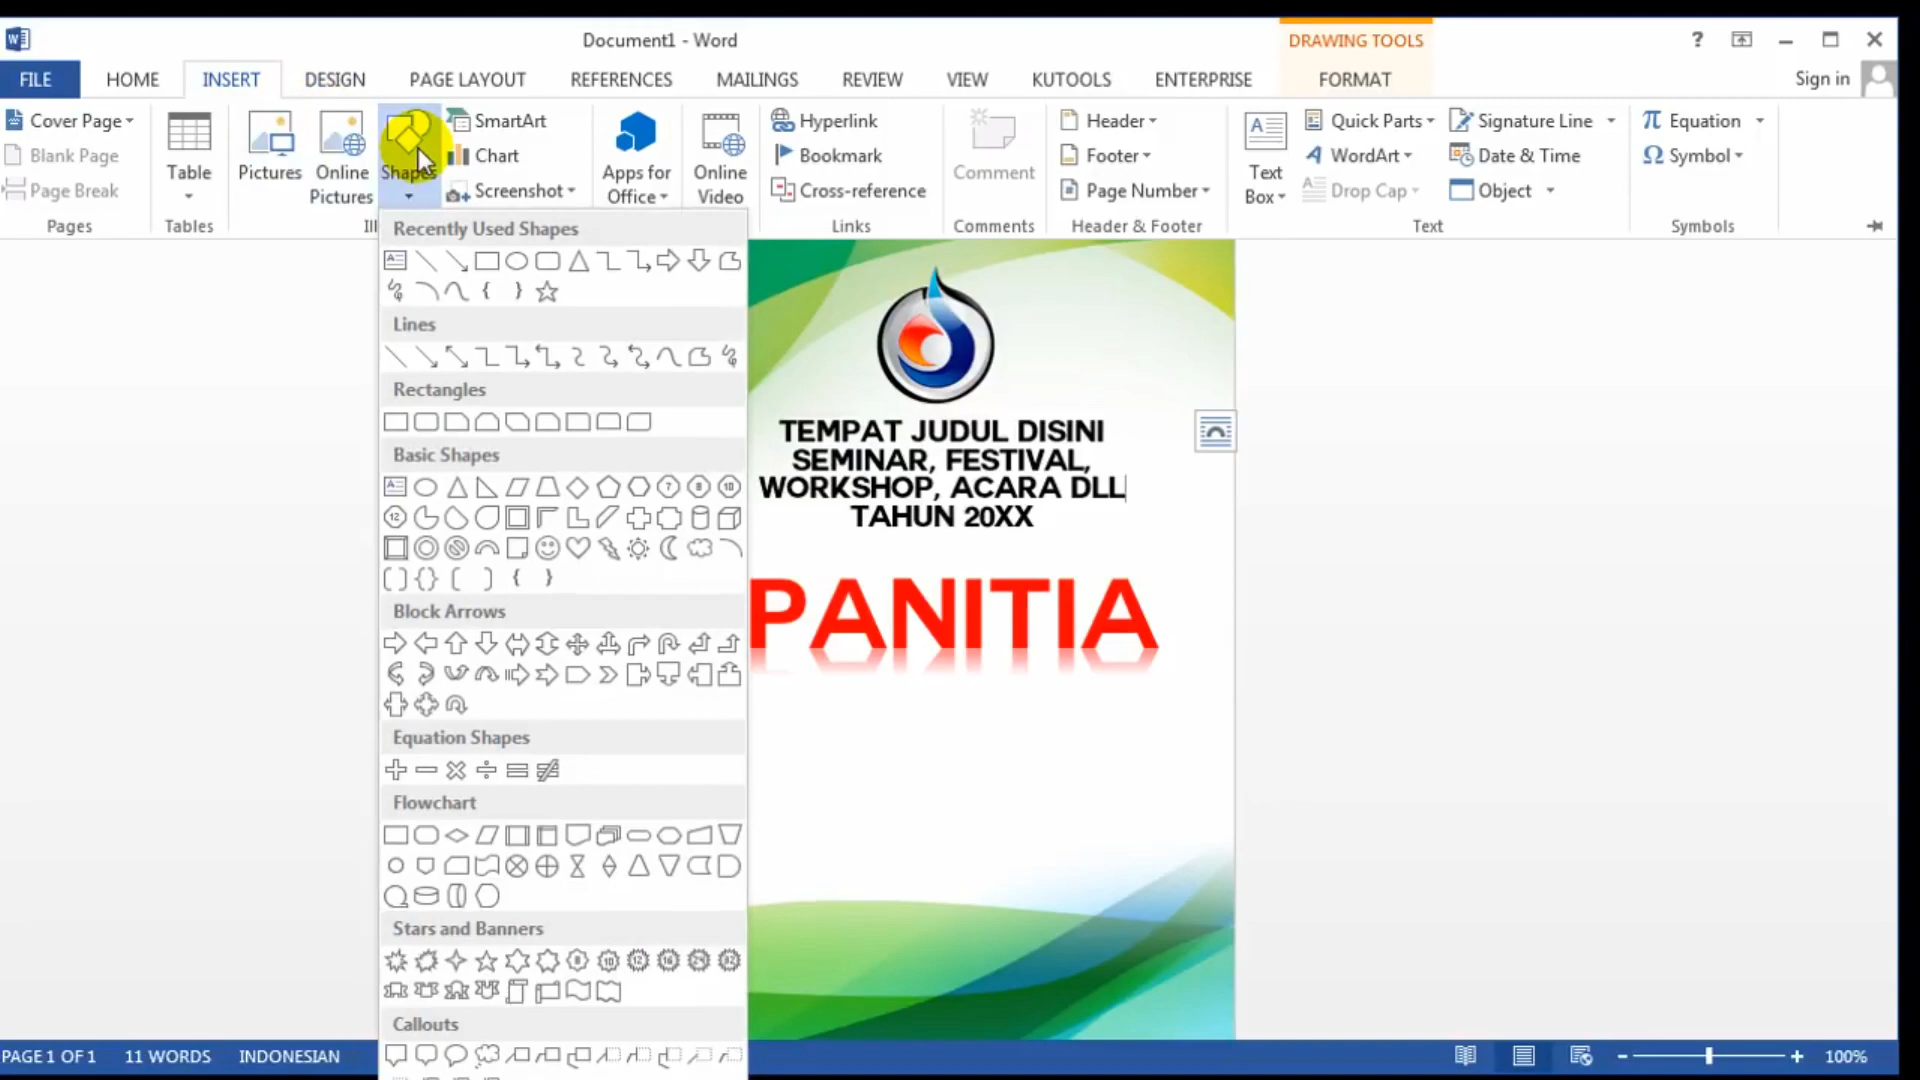 Document1 - Word
DRAWING TOOLS
?
FILE
HOME
INSERT
DESIGN
PAGE LAYOUT
REFERENCES
MAILINGS
REVIEW
VIEW
KUTOOLS
ENTERPRISE
FORMAT
Sign in
Cover Page
Blank Page
Page Break
Pages
Table
Tables
Pictures
Online
Pictures
Shapes
SmartArt
Chart
Screenshot
Ill
Apps for
Office
Online
Video
Hyperlink
Bookmark
Cross-reference
Links
Comment
Comments
Header
Footer
Page Number
Header & Footer
Text
Box
Quick Parts
WordArt
Drop Cap
Signature Line
Date & Time
Object
Text
Equation
Symbol
Symbols
Recently Used Shapes
Lines
Rectangles
Basic Shapes
Block Arrows
Equation Shapes
Flowchart
Stars and Banners
Callouts
TEMPAT JUDUL DISINI
SEMINAR, FESTIVAL,
WORKSHOP, ACARA DLL
TAHUN 20XX
PANITIA
PAGE 1 OF 1
11 WORDS
INDONESIAN
100%